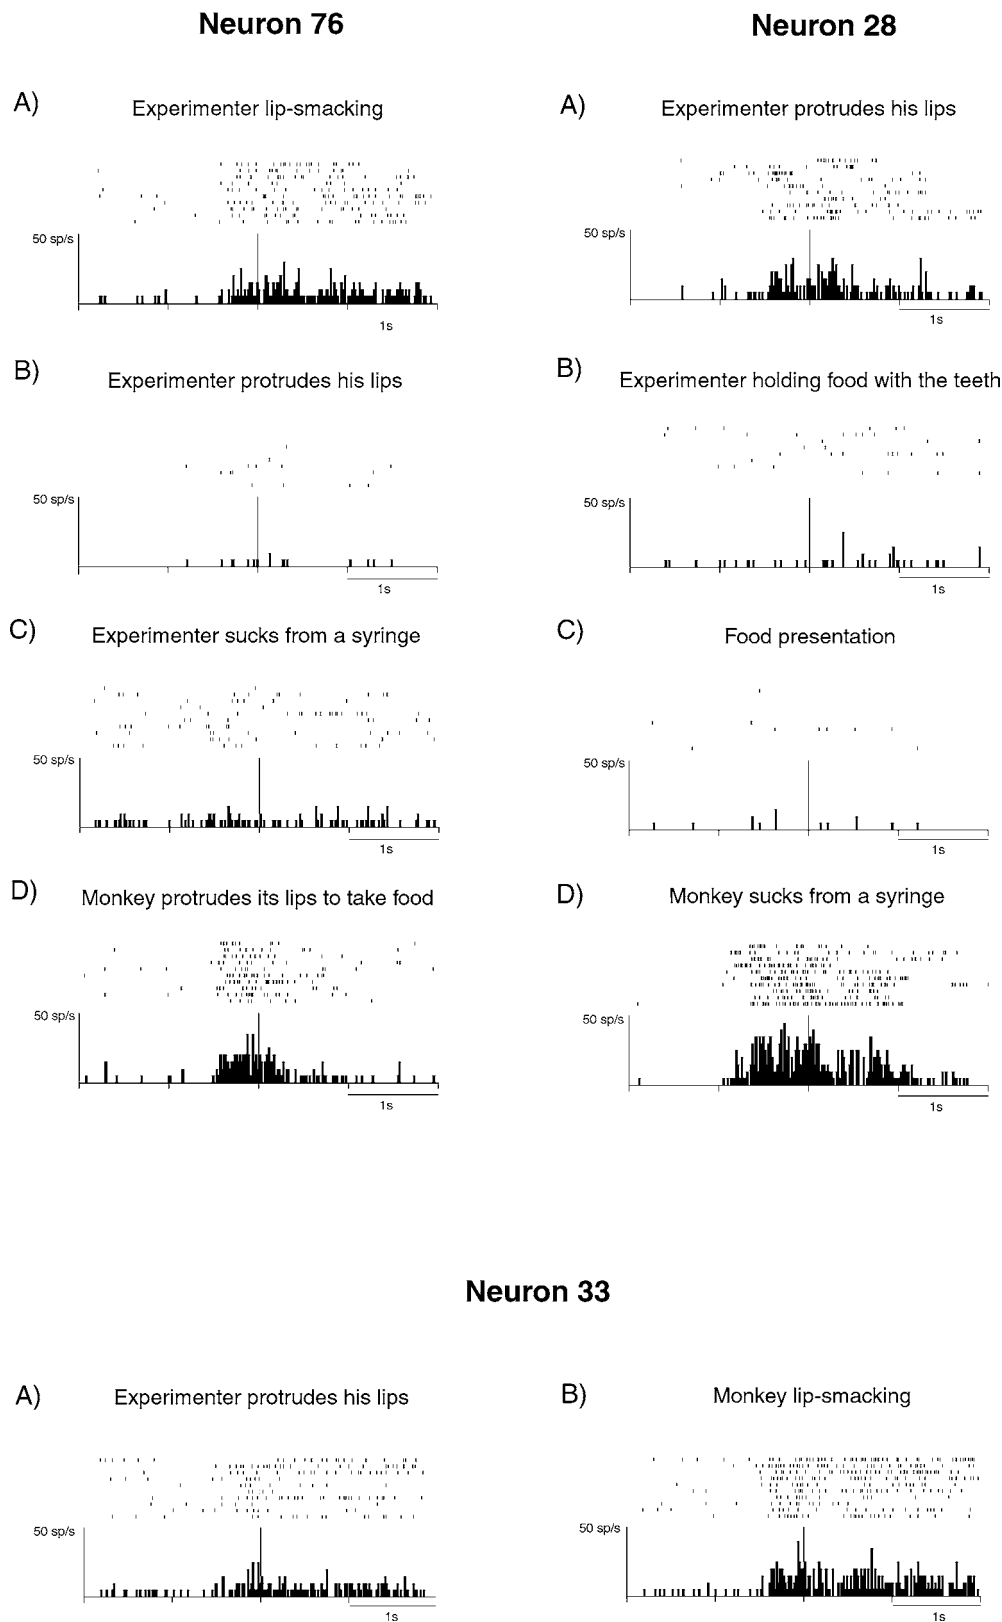 Neuron 76
A)
Experimenter lip-smacking
50 sp/s
1s
B)
Experimenter protrudes his lips
50 sp/s
1s
C)
Experimenter sucks from a syringe
50 sp/s
1s
D)
Monkey protrudes its lips to take food
50 sp/s
1s
Neuron 28
A)
Experimenter protrudes his lips
50 sp/s
1s
B)
Experimenter holding food with the teeth
50 sp/s
1s
C)
Food presentation
50 sp/s
1s
D)
Monkey sucks from a syringe
50 sp/s
1s
Neuron 33
A)
Experimenter protrudes his lips
50 sp/s
1s
B)
Monkey lip-smacking
50 sp/s
1s